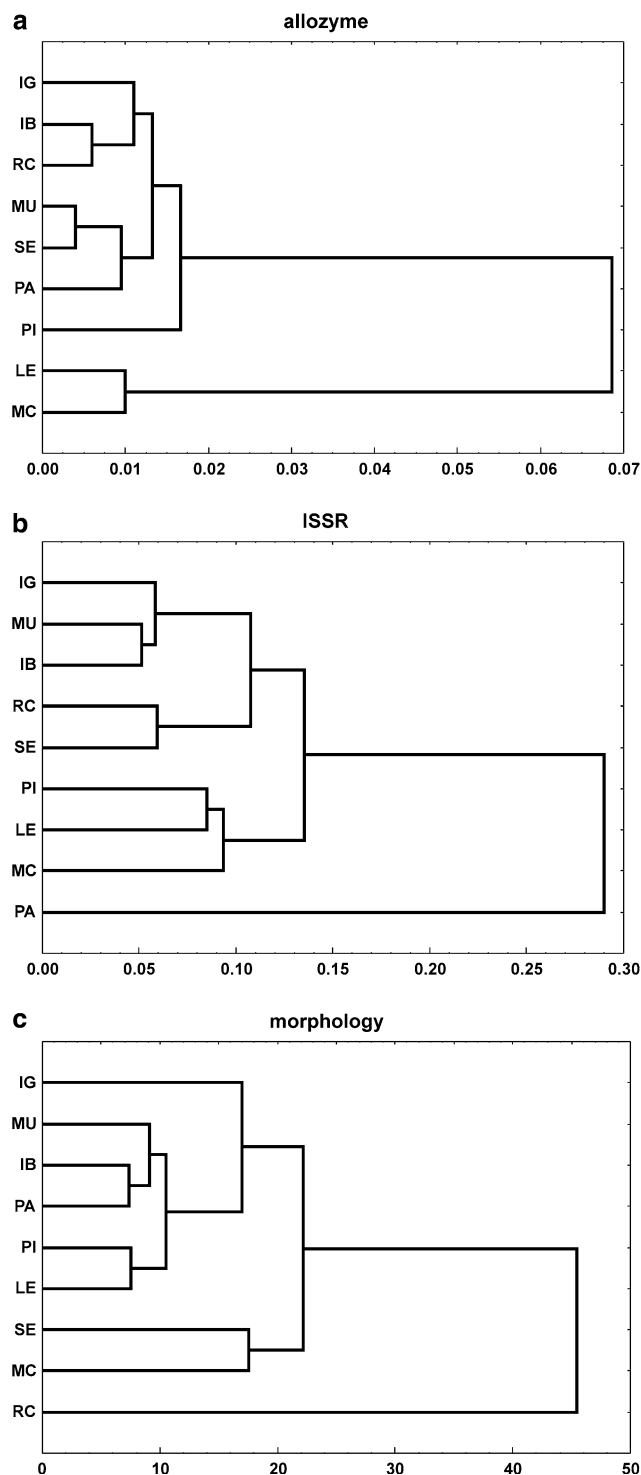 a
allozyme
IG
IB
RC
MU
SE
PA
PI
LE
MC
0.00 0.01 0.02 0.03 0.04 0.05 0.06 0.07
b
ISSR
IG
MU
IB
RC
SE
PI
LE
MC
PA
0.00 0.05 0.10 0.15 0.20 0.25 0.30
c
morphology
IG
MU
IB
PA
PI
LE
SE
MC
RC
0 10 20 30 40 50